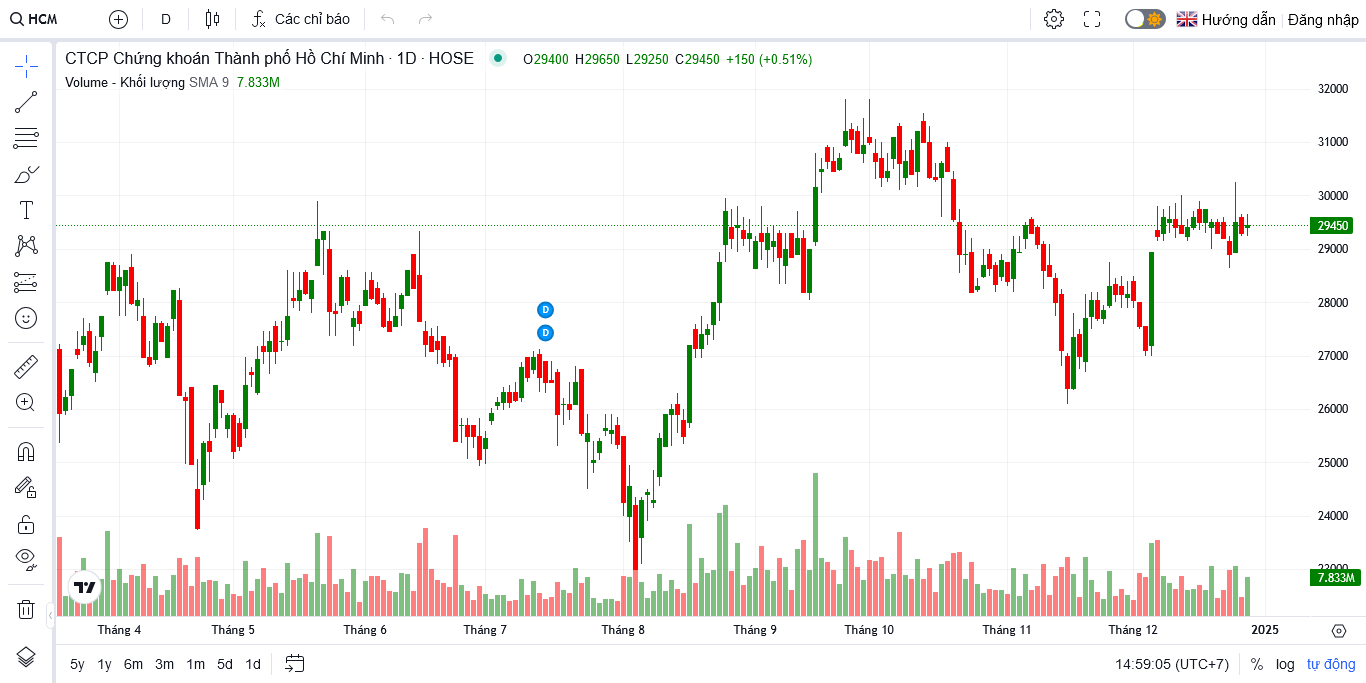 HCM D Các chỉ báo Hướng dẫn Đăng nhập
CTCP Chứng khoán Thành phố Hồ Chí Minh · 1D · HOSE O29400 H29650 L29250 C29450 +150 (+0.51%)
Volume - Khối lượng SMA 9 7.833M
32000
31000
30000
29450
29000
28000
D
D
27000
26000
25000
24000
7.833M
Tháng 4 Tháng 5 Tháng 6 Tháng 7 Tháng 8 Tháng 9 Tháng 10 Tháng 11 Tháng 12 2025
5y 1y 6m 3m 1m 5d 1d 14:59:05 (UTC+7) % log tự động